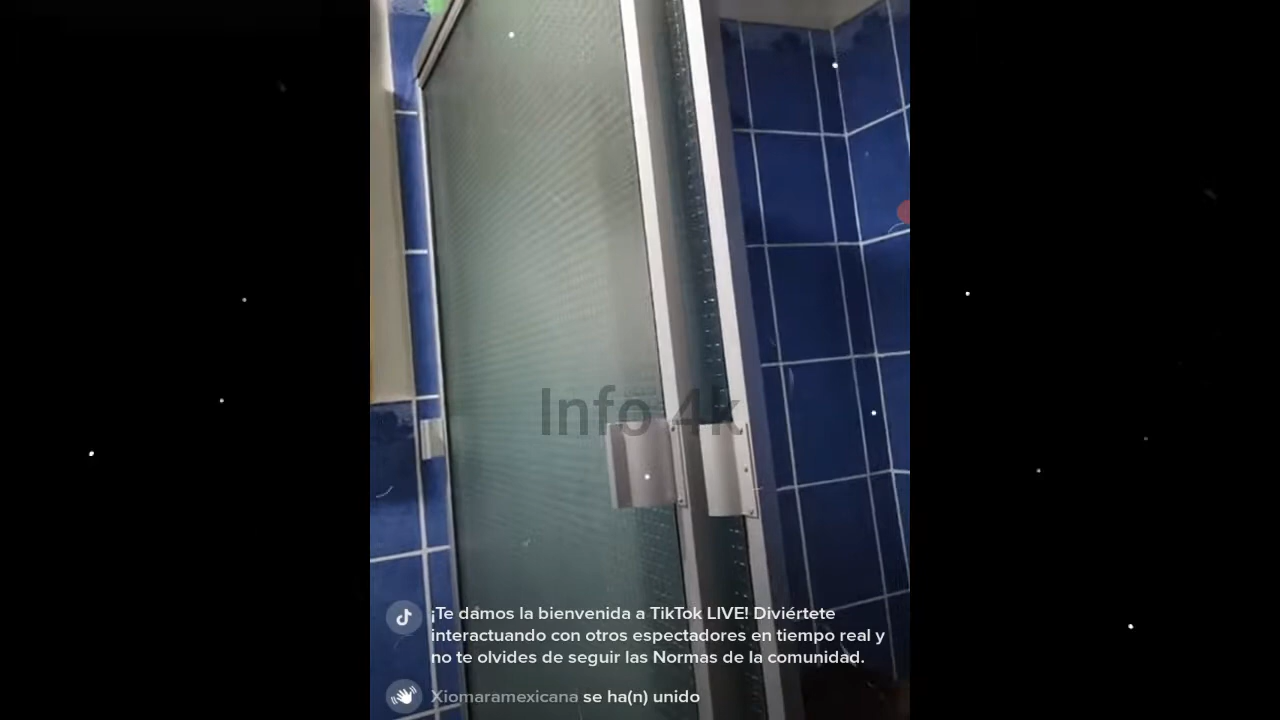 Info 4k
¡Te damos la bienvenida a TikTok LIVE! Diviértete
interactuando con otros espectadores en tiempo real y
no te olvides de seguir las Normas de la comunidad.
Xiomaramexicana se ha(n) unido